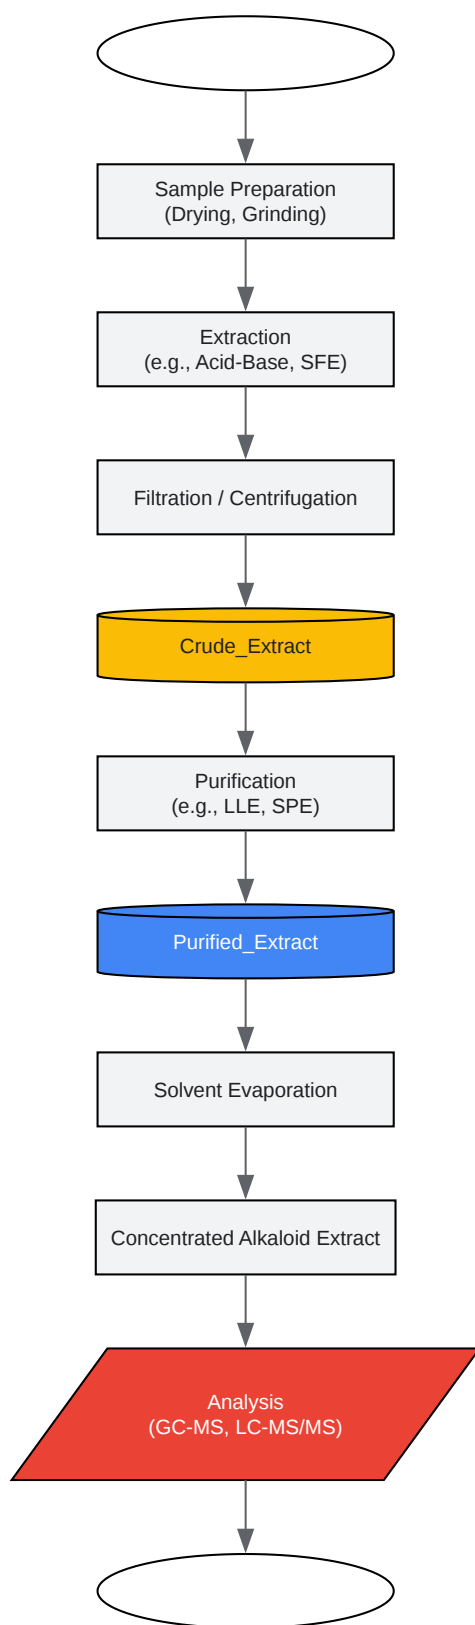 Sample Preparation
(Drying, Grinding)
Extraction
(e.g., Acid-Base, SFE)
Filtration / Centrifugation
Crude_Extract
Purification
(e.g., LLE, SPE)
Purified_Extract
Solvent Evaporation
Concentrated Alkaloid Extract
Analysis
(GC-MS, LC-MS/MS)